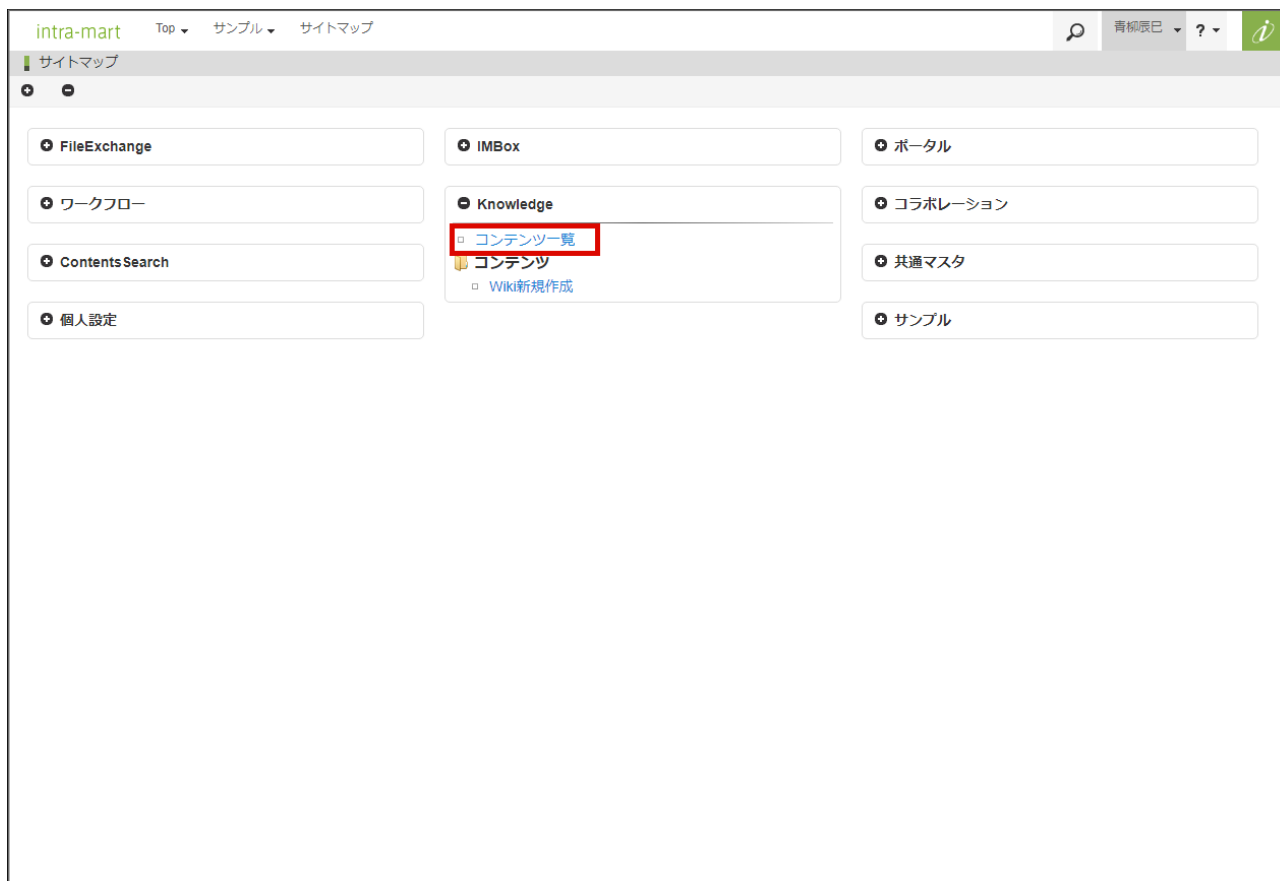 intra-mart Top サンプル サイトマップ 青柳辰巳 ?
サイトマップ
FileExchange
IMBox
ポータル
ワークフロー
Knowledge
コラボレーション
コンテンツ一覧
コンテンツ
Wiki新規作成
ContentsSearch
共通マスタ
個人設定
サンプル